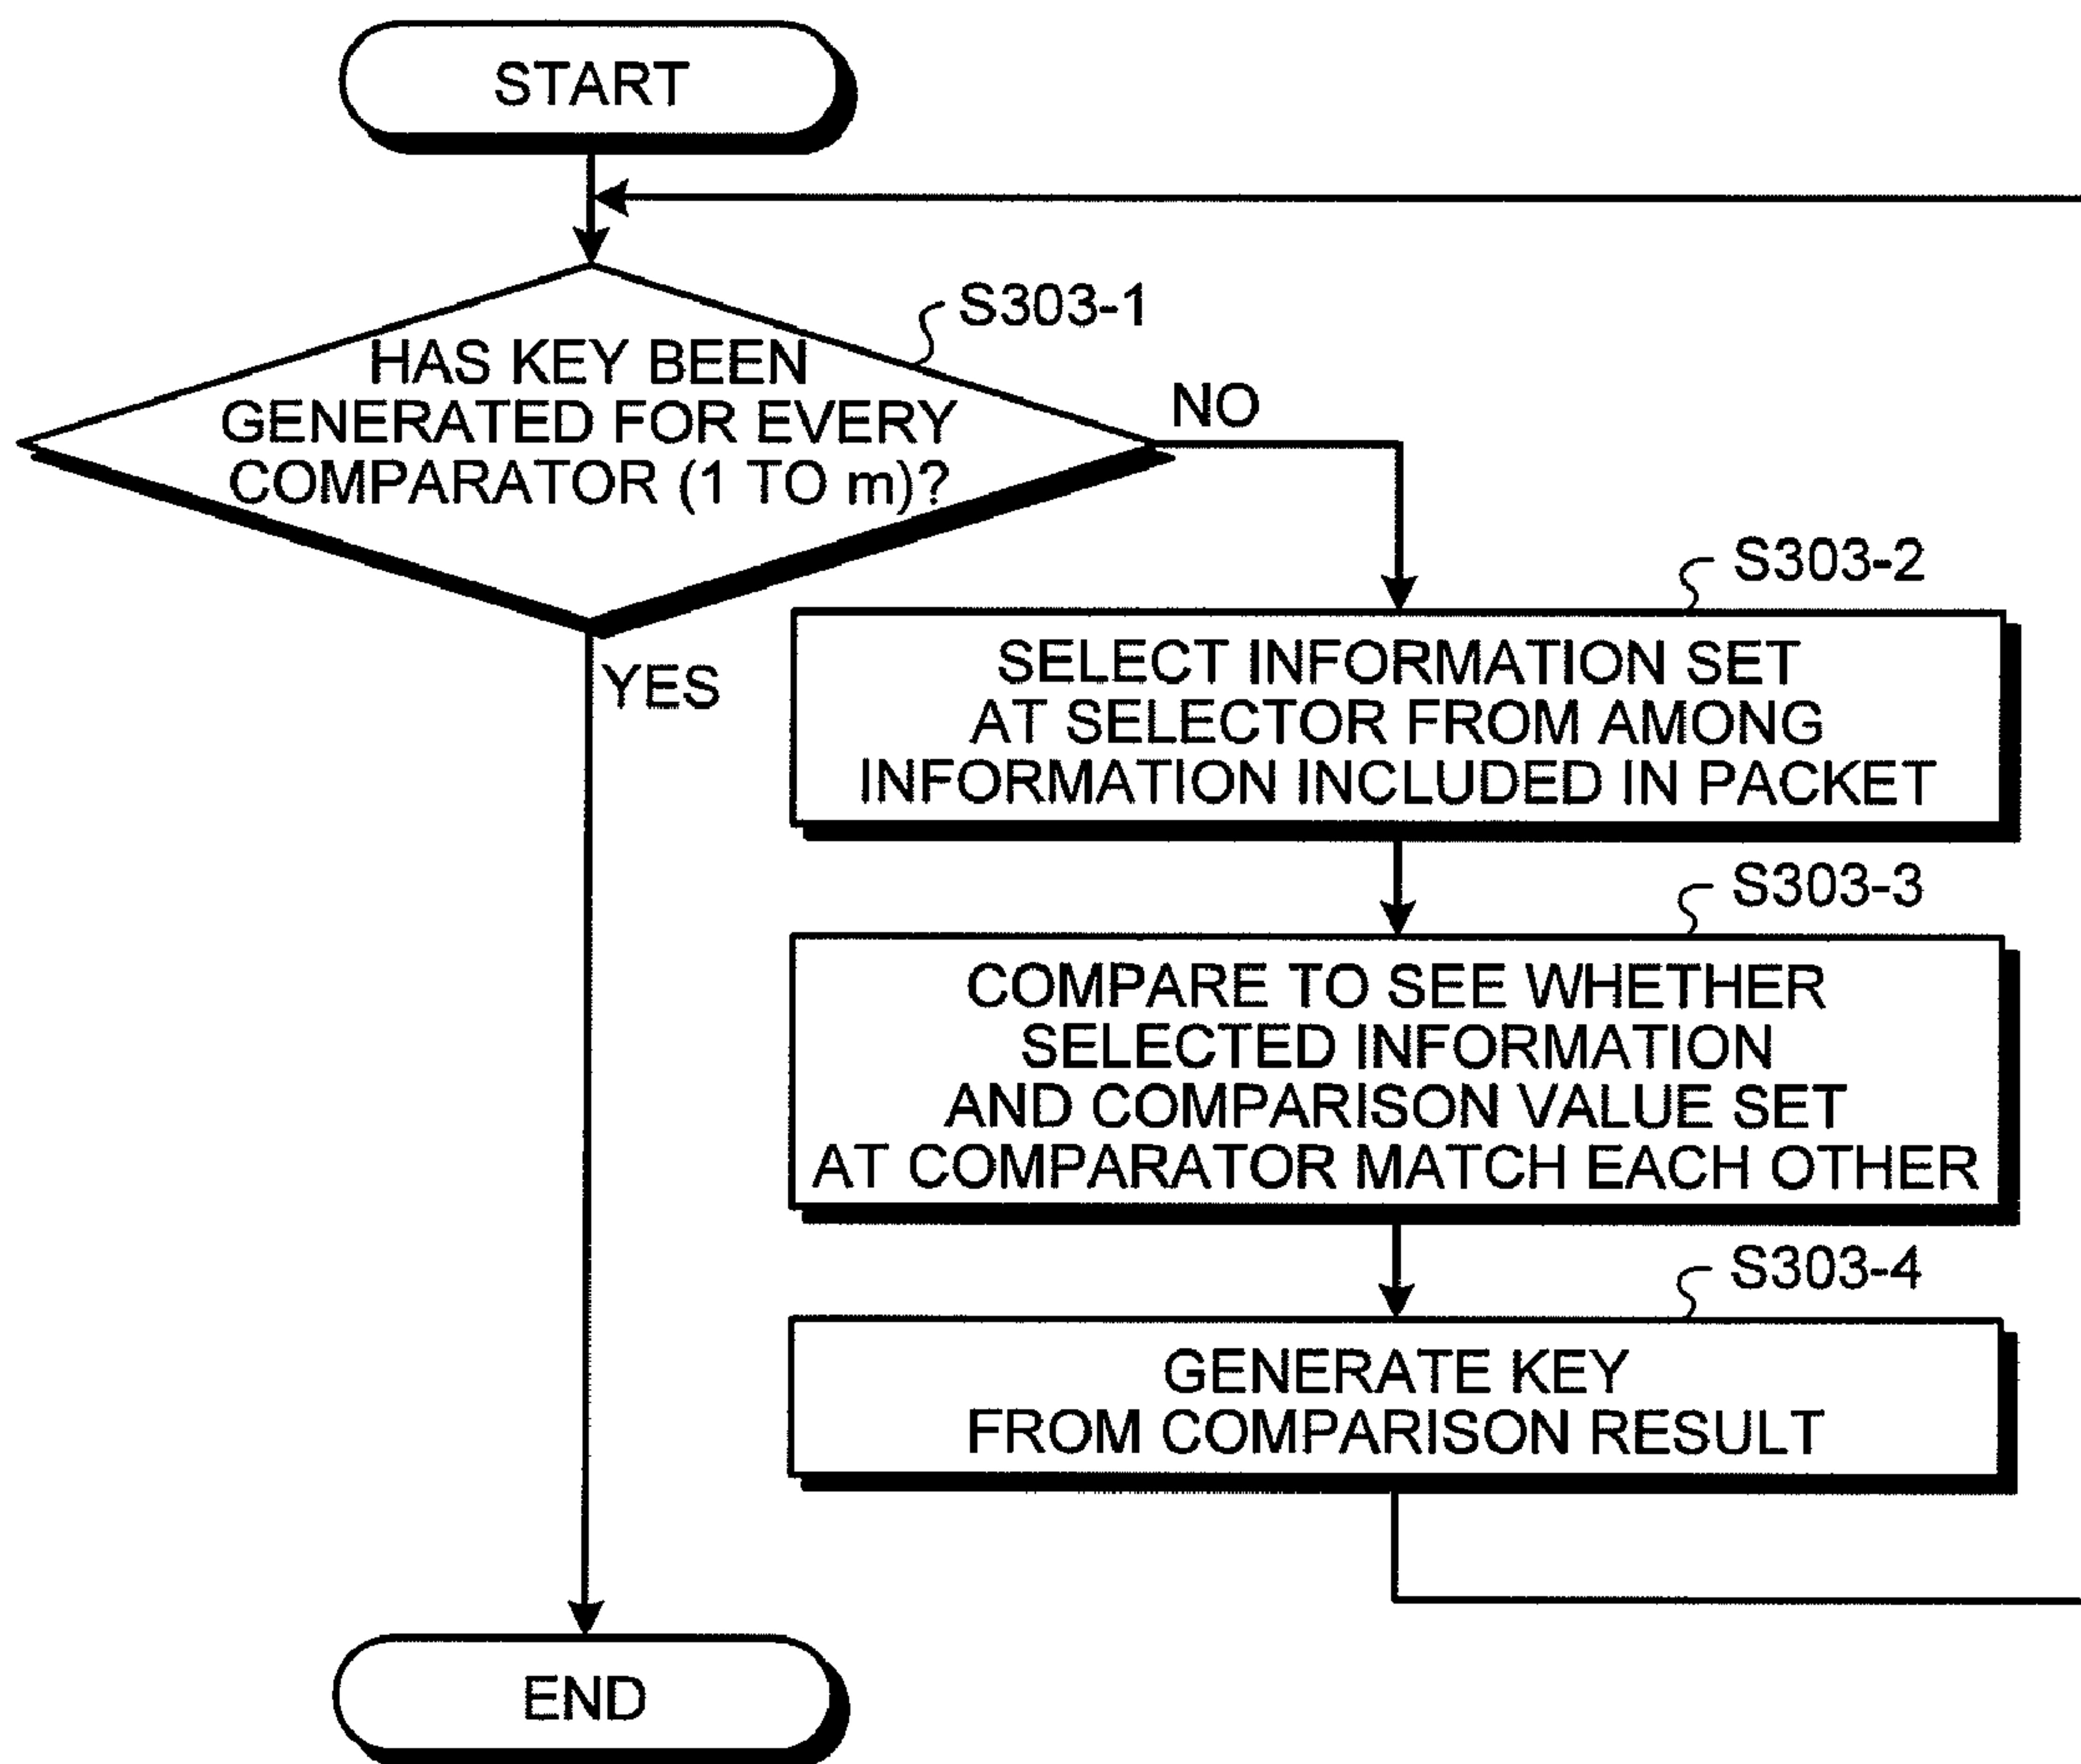 START
S303-1
HAS KEY BEEN
GENERATED FOR EVERY
COMPARATOR (1 TO m)?
NO
YES
S303-2
SELECT INFORMATION SET
AT SELECTOR FROM AMONG
INFORMATION INCLUDED IN PACKET
S303-3
COMPARE TO SEE WHETHER
SELECTED INFORMATION
AND COMPARISON VALUE SET
AT COMPARATOR MATCH EACH OTHER
S303-4
GENERATE KEY
FROM COMPARISON RESULT
END